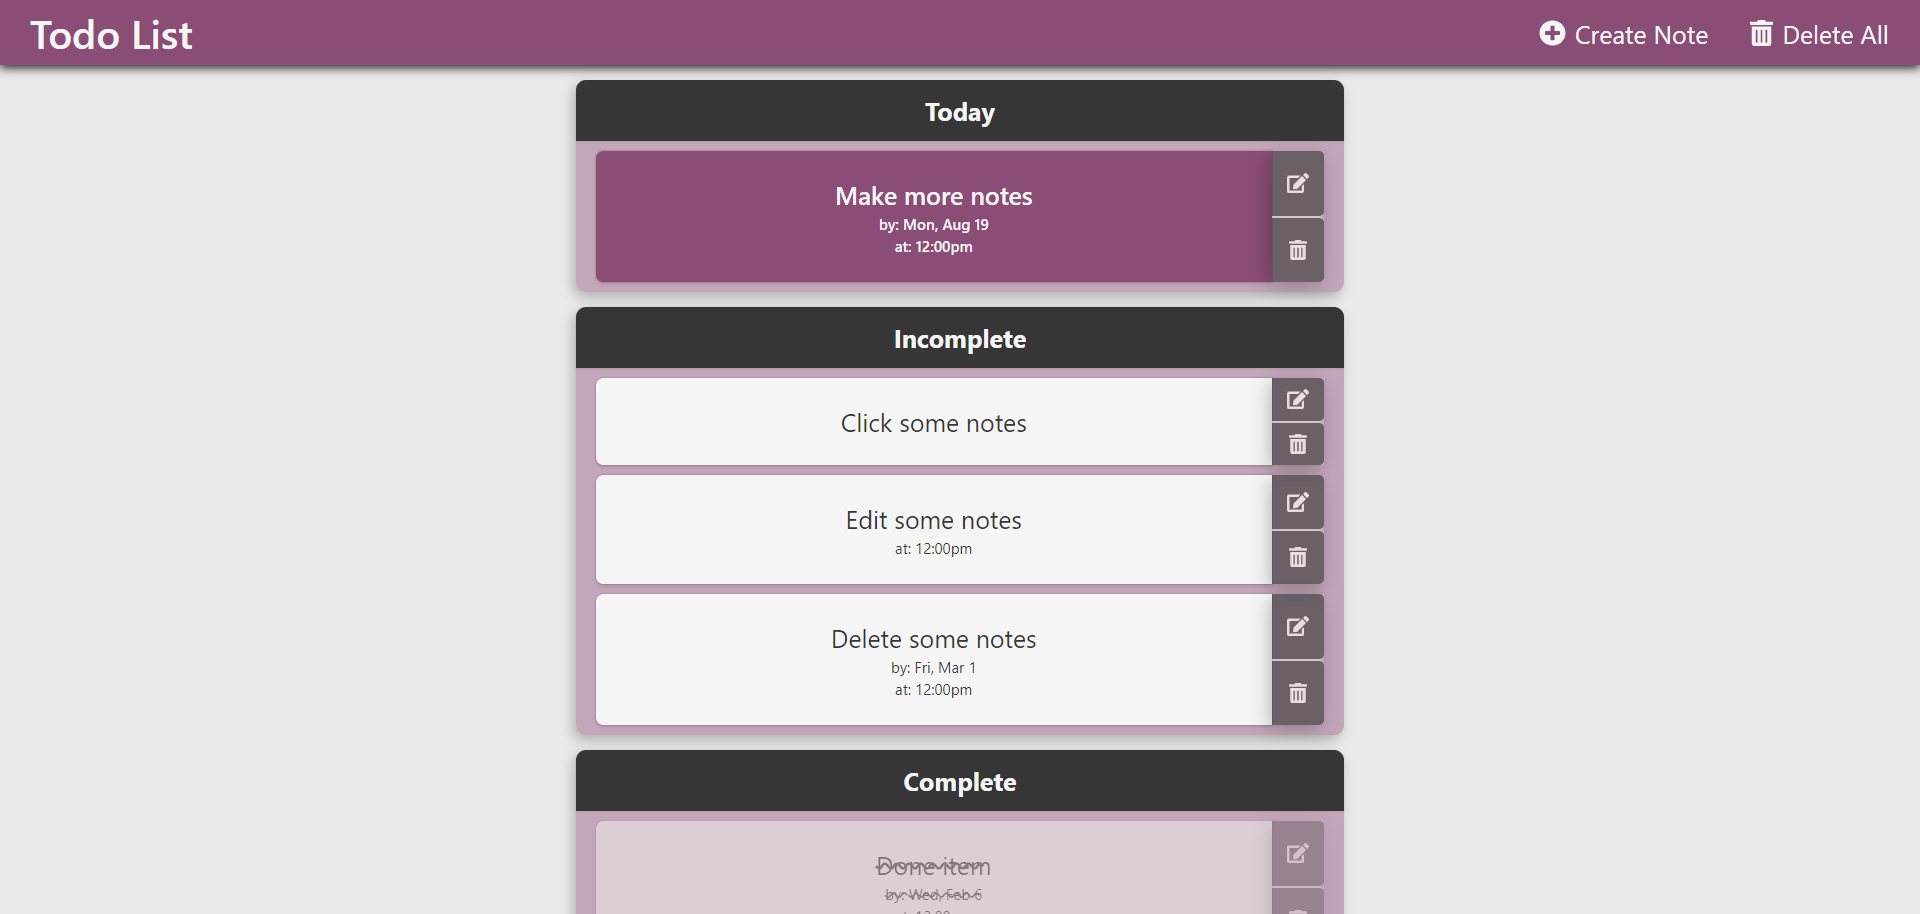 Todo List
Create Note
Delete All
Today
Make more notes
by: Mon, Aug 19
at: 12:00pm
Incomplete
Click some notes
Edit some notes
at: 12:00pm
Delete some notes
by: Fri, Mar 1
at: 12:00pm
Complete
Done item
by: Wed, Feb 6